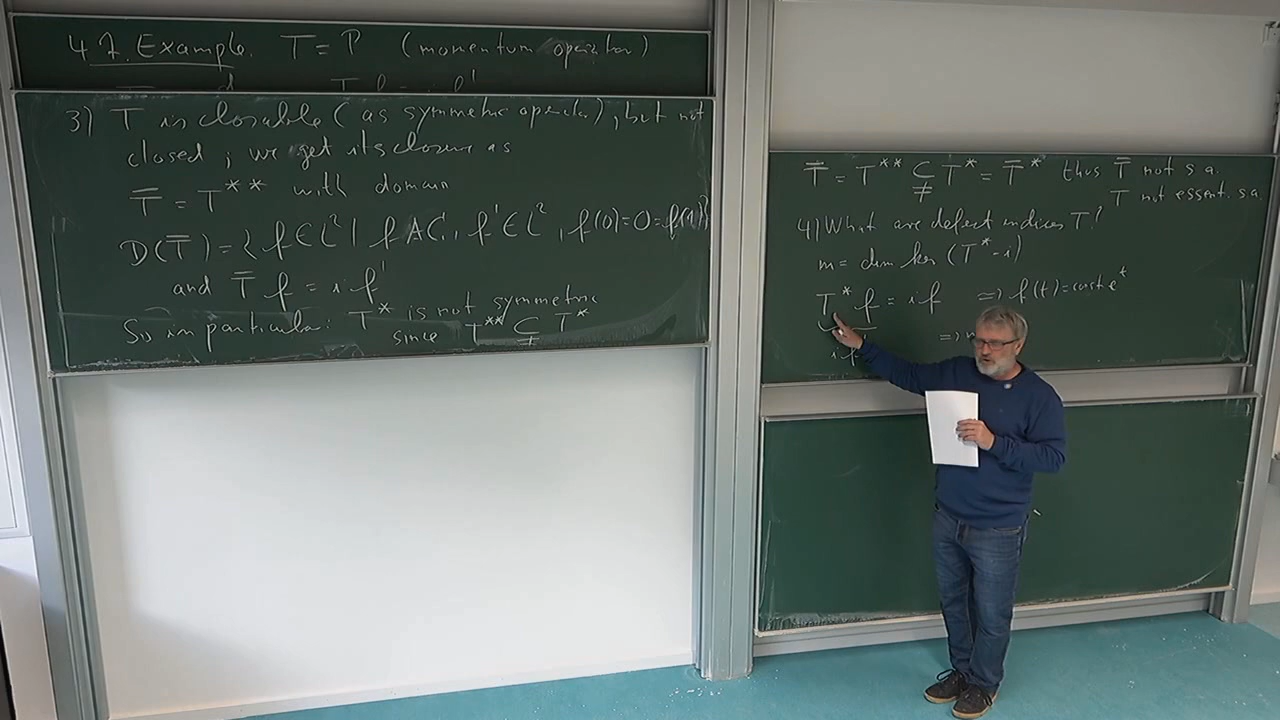 4.7. Example. T = P (momentum operator)
3) T is closable (as symmetric operator), but not
closed; we get its closure as
T̅ = T** with domain
D(T̅) = { f ∈ L² | f AC, f' ∈ L², f(0)=0=f(1)}
and T̅ f = i f'
So in particular: T* is not symmetric
since T** ⊊ T*
T̅ = T** ⊊ T* = T̅* thus T̅ not s.a.
T not essent. s.a.
4) What are defect indices T?
m = dim ker (T* - i)
T* f = i f ⇒ f(t) = const e^t
i f